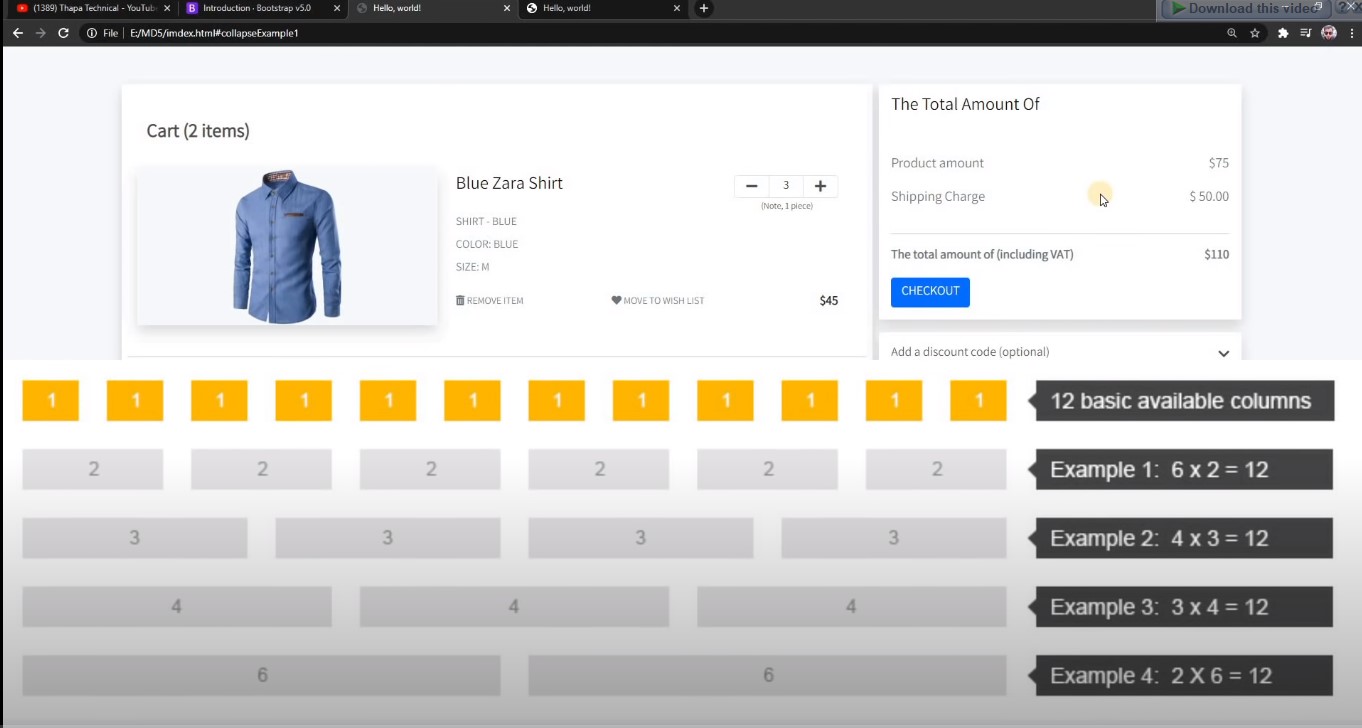 (1389) Thapa Technical - YouTub
Introduction · Bootstrap v5.0
Hello, world!
Hello, world!
Download this video
File | E:/MD5/imdex.html#collapseExample1
Cart (2 items)
Blue Zara Shirt
3
(Note, 1 piece)
SHIRT - BLUE
COLOR: BLUE
SIZE: M
REMOVE ITEM
MOVE TO WISH LIST
$45
The Total Amount Of
Product amount $75
Shipping Charge $ 50.00
The total amount of (including VAT) $110
CHECKOUT
Add a discount code (optional)
1 1 1 1 1 1 1 1 1 1 1 1 12 basic available columns
2 2 2 2 2 2 Example 1: 6 x 2 = 12
3 3 3 3 Example 2: 4 x 3 = 12
4 4 4 Example 3: 3 x 4 = 12
6 6 Example 4: 2 X 6 = 12